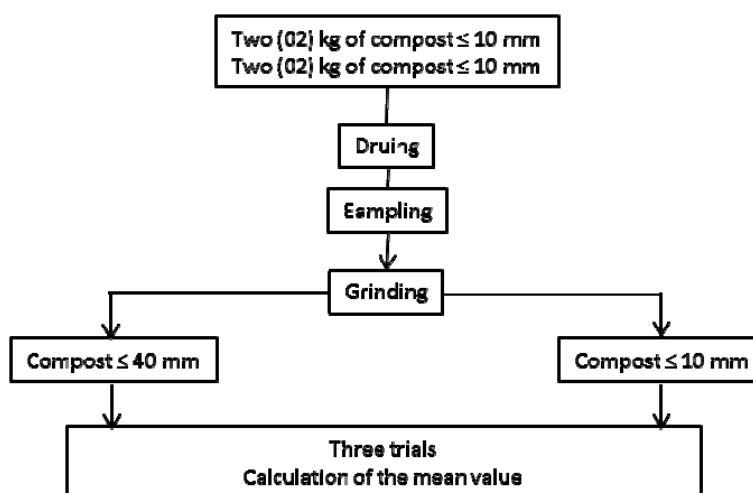 Two (02) kg of compost ≤ 10 mm
Two (02) kg of compost ≤ 10 mm
Druing
Eampling
Grinding
Compost ≤ 40 mm
Compost ≤ 10 mm
Three trials
Calculation of the mean value